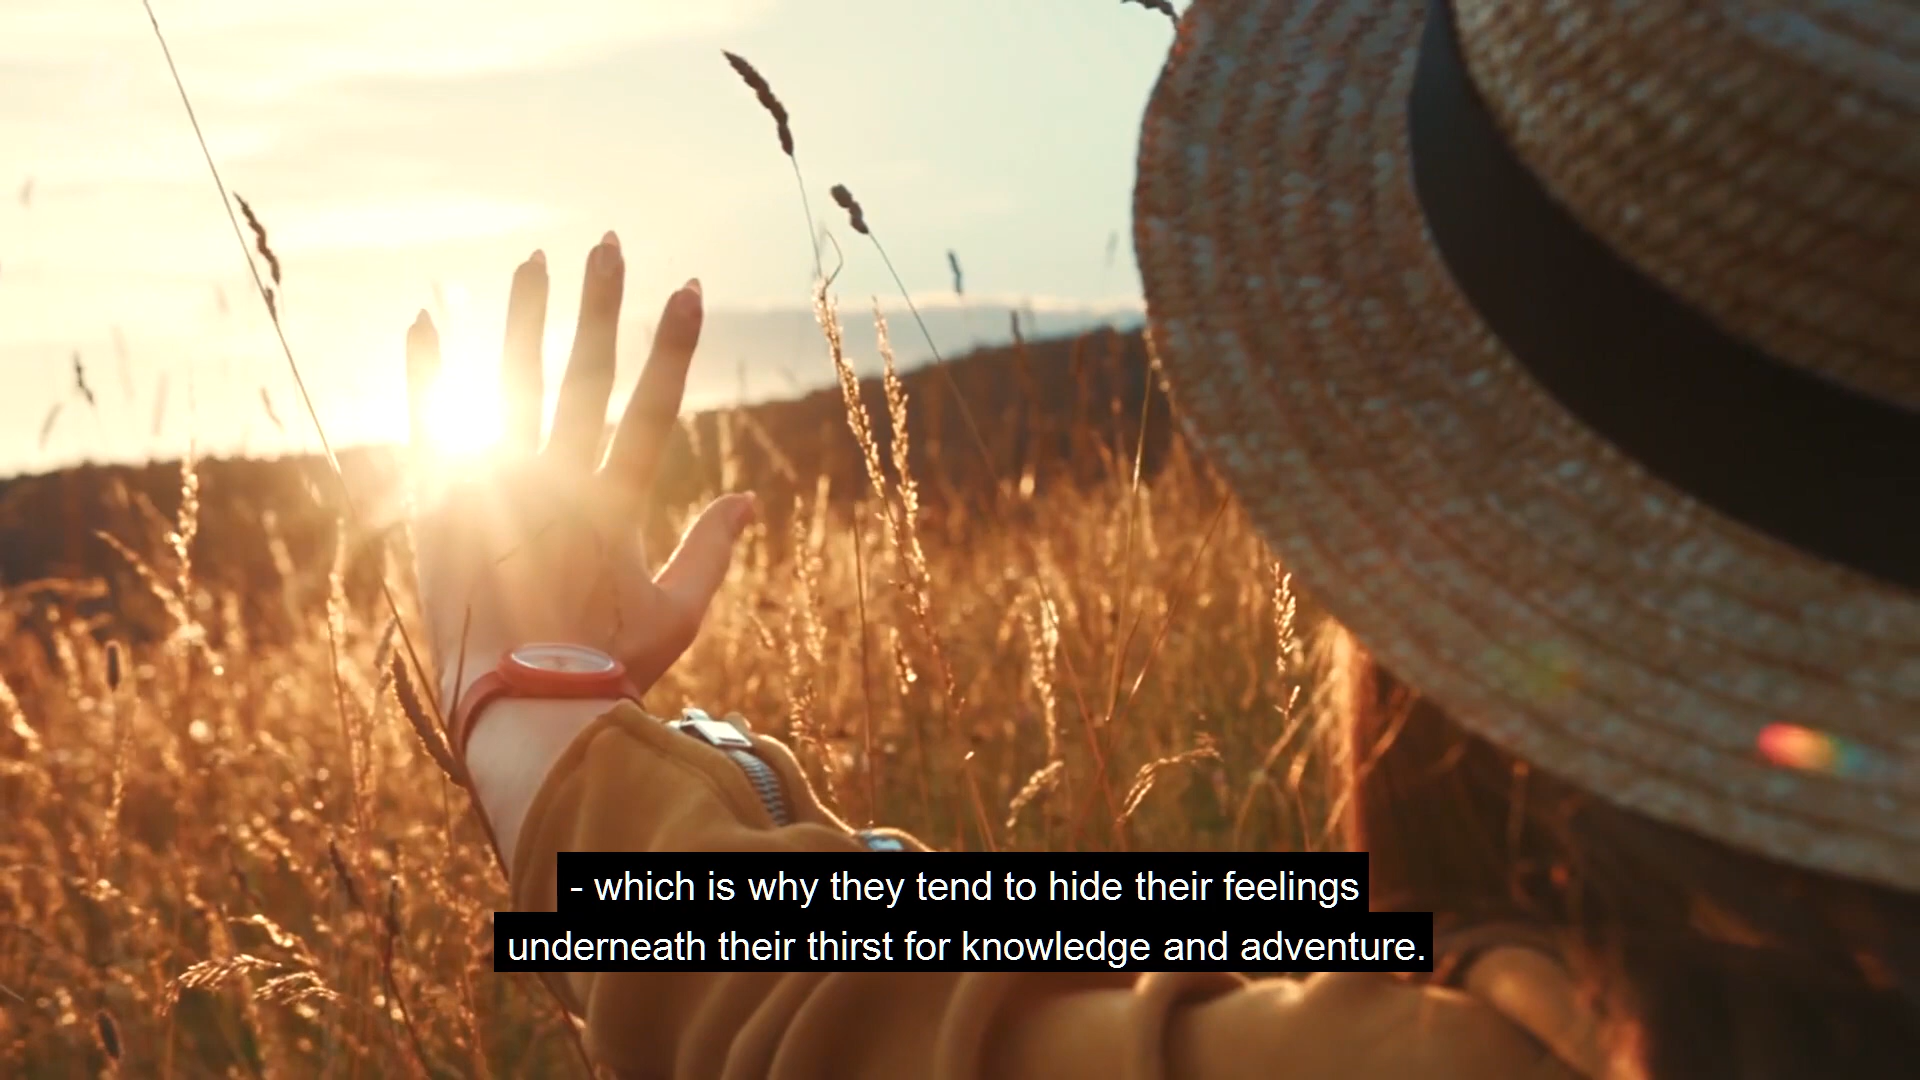 - which is why they tend to hide their feelings
underneath their thirst for knowledge and adventure.